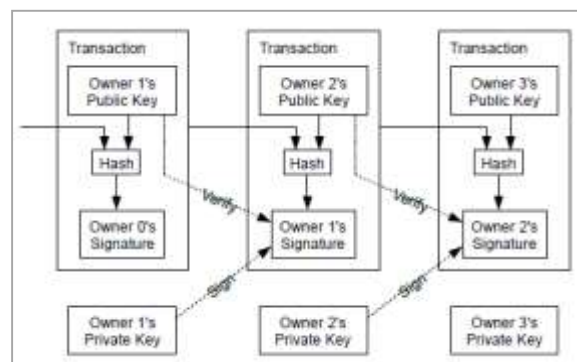 Transaction
Transaction
Transaction
Owner 1's
Public Key
Owner 2's
Public Key
Owner 3's
Public Key
Hash
Hash
Hash
Verify
Verify
Owner 0's
Signature
Owner 1's
Signature
Owner 2's
Signature
Sign
Sign
Owner 1's
Private Key
Owner 2's
Private Key
Owner 3's
Private Key